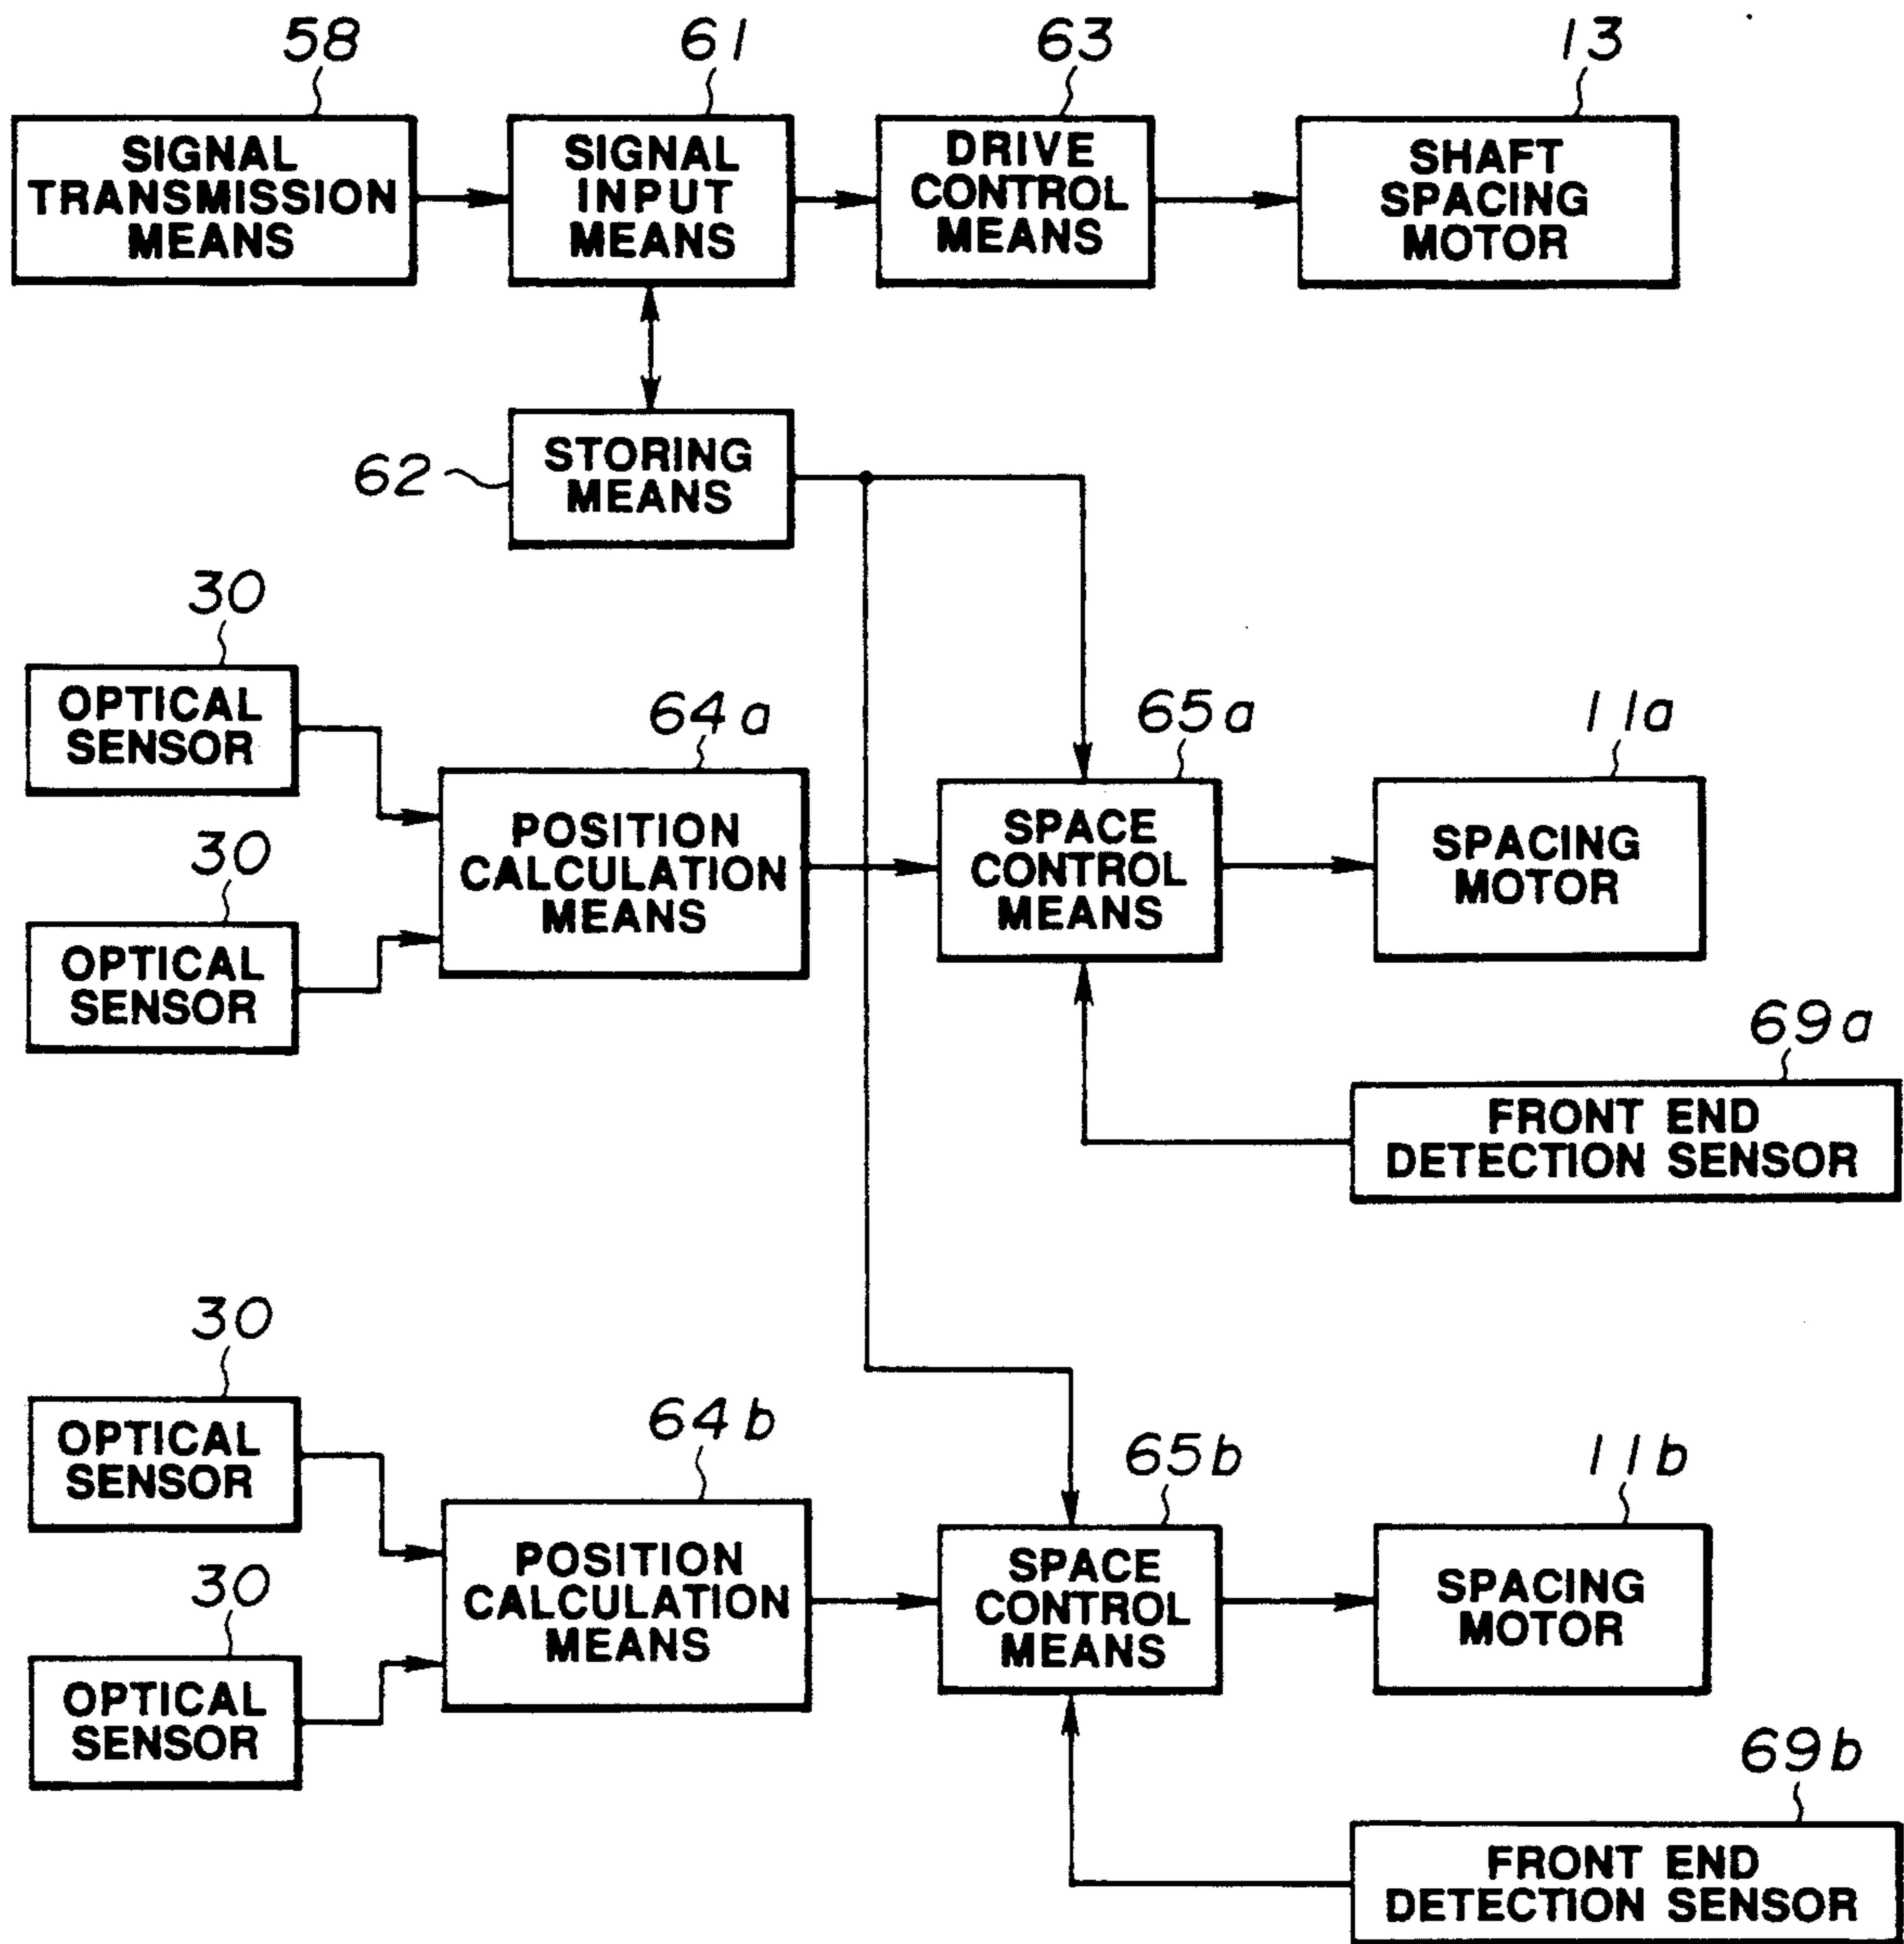 58
61
63
13
SIGNAL
TRANSMISSION
MEANS
SIGNAL
INPUT
MEANS
DRIVE
CONTROL
MEANS
SHAFT
SPACING
MOTOR
62
STORING
MEANS
30
OPTICAL
SENSOR
30
OPTICAL
SENSOR
64a
POSITION
CALCULATION
MEANS
65a
SPACE
CONTROL
MEANS
11a
SPACING
MOTOR
69a
FRONT END
DETECTION SENSOR
30
OPTICAL
SENSOR
30
OPTICAL
SENSOR
64b
POSITION
CALCULATION
MEANS
65b
SPACE
CONTROL
MEANS
11b
SPACING
MOTOR
69b
FRONT END
DETECTION SENSOR